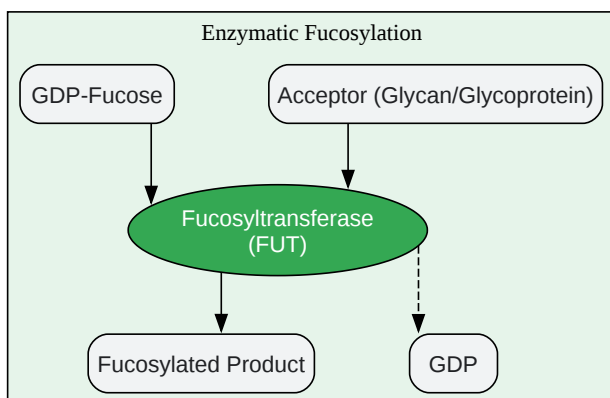 Enzymatic Fucosylation
GDP-Fucose
Acceptor (Glycan/Glycoprotein)
Fucosyltransferase
(FUT)
Fucosylated Product
GDP